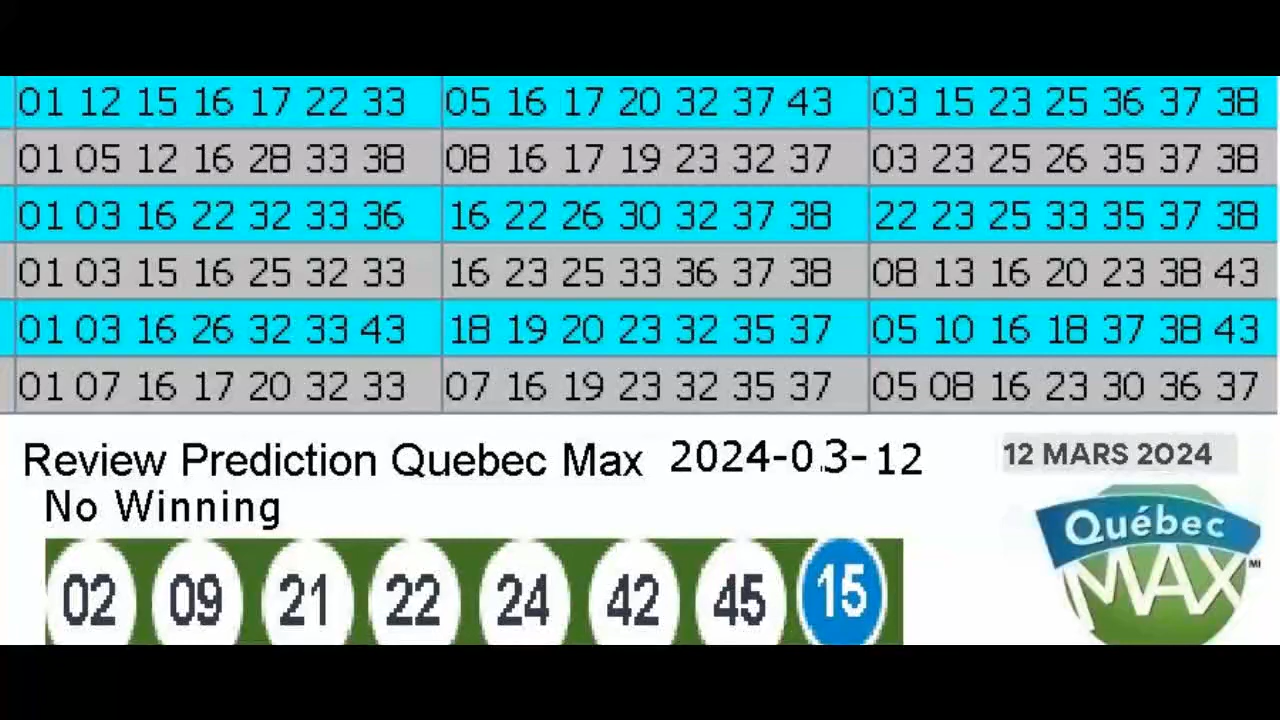 01 12 15 16 17 22 33 05 16 17 20 32 37 43 03 15 23 25 36 37 38
01 05 12 16 28 33 38 08 16 17 19 23 32 37 03 23 25 26 35 37 38
01 03 16 22 32 33 36 16 22 26 30 32 37 38 22 23 25 33 35 37 38
01 03 15 16 25 32 33 16 23 25 33 36 37 38 08 13 16 20 23 38 43
01 03 16 26 32 33 43 18 19 20 23 32 35 37 05 10 16 18 37 38 43
01 07 16 17 20 32 33 07 16 19 23 32 35 37 05 08 16 23 30 36 37
Review Prediction Quebec Max 2024-03-12
12 MARS 2024
No Winning
Québec
MAX MI
02 09 21 22 24 42 45 15